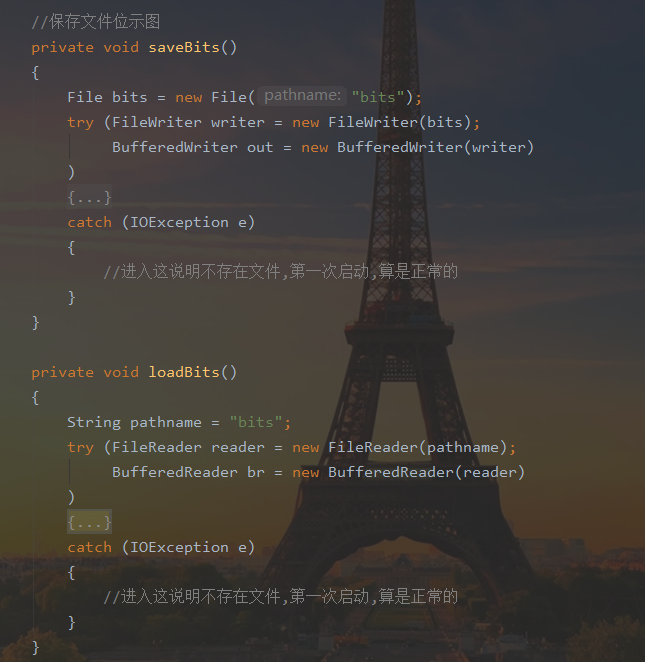 //保存文件位示图
private void saveBits()
{
File bits = new File( pathname: "bits");
try (FileWriter writer = new FileWriter(bits);
BufferedWriter out = new BufferedWriter(writer)
)
{...}
catch (IOException e)
{
//进入这说明不存在文件,第一次启动,算是正常的
}
}
private void loadBits()
{
String pathname = "bits";
try (FileReader reader = new FileReader(pathname);
BufferedReader br = new BufferedReader(reader)
)
{...}
catch (IOException e)
{
//进入这说明不存在文件,第一次启动,算是正常的
}
}